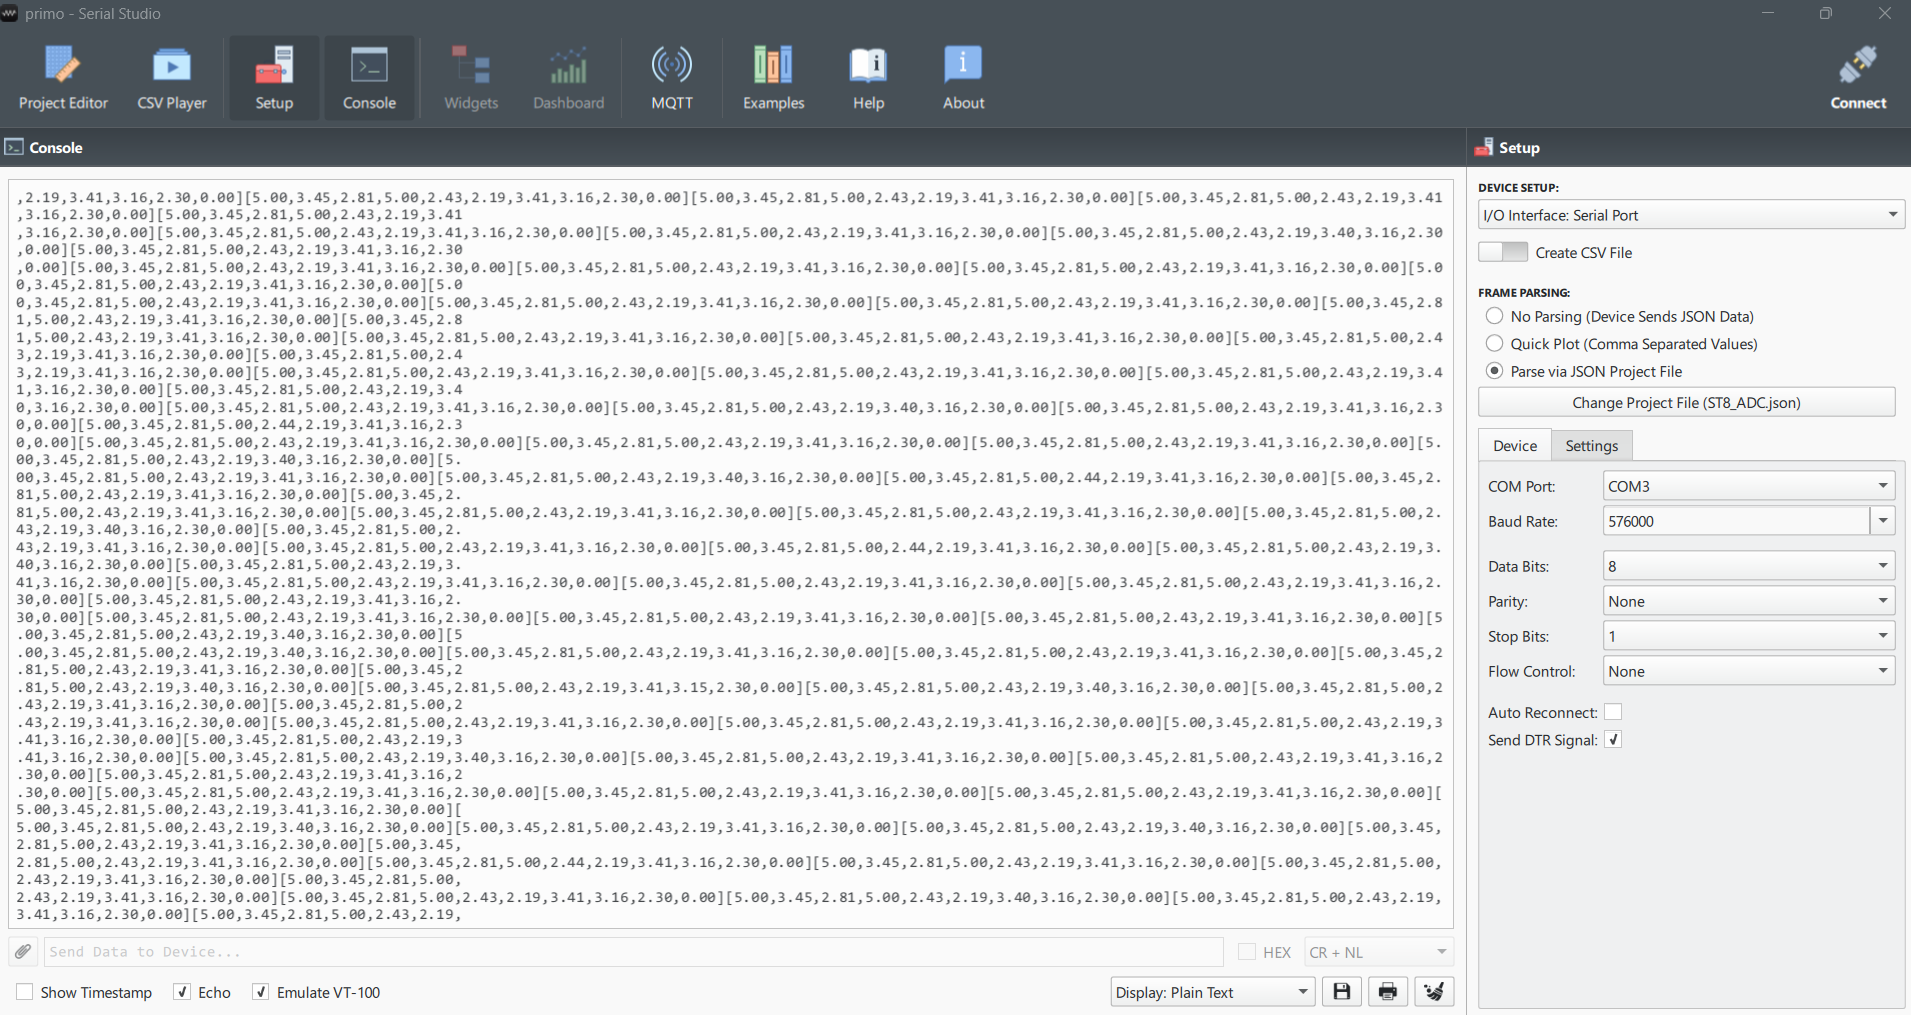 primo - Serial Studio
Project Editor
CSV Player
Setup
Console
Widgets
Dashboard
MQTT
Examples
Help
About
Connect
Console
,2.19,3.41,3.16,2.30,0.00][5.00,3.45,2.81,5.00,2.43,2.19,3.41,3.16,2.30,0.00][5.00,3.45,2.81,5.00,2.43,2.19,3.41,3.16,2.30,0.00][5.00,3.45,2.81,5.00,2.43,2.19,3.41
,3.16,2.30,0.00][5.00,3.45,2.81,5.00,2.43,2.19,3.41
,3.16,2.30,0.00][5.00,3.45,2.81,5.00,2.43,2.19,3.41,3.16,2.30,0.00][5.00,3.45,2.81,5.00,2.43,2.19,3.41,3.16,2.30,0.00][5.00,3.45,2.81,5.00,2.43,2.19,3.40,3.16,2.30
,0.00][5.00,3.45,2.81,5.00,2.43,2.19,3.41,3.16,2.30
,0.00][5.00,3.45,2.81,5.00,2.43,2.19,3.41,3.16,2.30,0.00][5.00,3.45,2.81,5.00,2.43,2.19,3.41,3.16,2.30,0.00][5.00,3.45,2.81,5.00,2.43,2.19,3.41,3.16,2.30,0.00][5.0
0,3.45,2.81,5.00,2.43,2.19,3.41,3.16,2.30,0.00][5.0
0,3.45,2.81,5.00,2.43,2.19,3.41,3.16,2.30,0.00][5.00,3.45,2.81,5.00,2.43,2.19,3.41,3.16,2.30,0.00][5.00,3.45,2.81,5.00,2.43,2.19,3.41,3.16,2.30,0.00][5.00,3.45,2.8
1,5.00,2.43,2.19,3.41,3.16,2.30,0.00][5.00,3.45,2.8
1,5.00,2.43,2.19,3.41,3.16,2.30,0.00][5.00,3.45,2.81,5.00,2.43,2.19,3.41,3.16,2.30,0.00][5.00,3.45,2.81,5.00,2.43,2.19,3.41,3.16,2.30,0.00][5.00,3.45,2.81,5.00,2.4
3,2.19,3.41,3.16,2.30,0.00][5.00,3.45,2.81,5.00,2.4
3,2.19,3.41,3.16,2.30,0.00][5.00,3.45,2.81,5.00,2.43,2.19,3.41,3.16,2.30,0.00][5.00,3.45,2.81,5.00,2.43,2.19,3.41,3.16,2.30,0.00][5.00,3.45,2.81,5.00,2.43,2.19,3.4
1,3.16,2.30,0.00][5.00,3.45,2.81,5.00,2.43,2.19,3.4
0,3.16,2.30,0.00][5.00,3.45,2.81,5.00,2.43,2.19,3.41,3.16,2.30,0.00][5.00,3.45,2.81,5.00,2.43,2.19,3.40,3.16,2.30,0.00][5.00,3.45,2.81,5.00,2.43,2.19,3.41,3.16,2.3
0,0.00][5.00,3.45,2.81,5.00,2.44,2.19,3.41,3.16,2.3
0,0.00][5.00,3.45,2.81,5.00,2.43,2.19,3.41,3.16,2.30,0.00][5.00,3.45,2.81,5.00,2.43,2.19,3.41,3.16,2.30,0.00][5.00,3.45,2.81,5.00,2.43,2.19,3.41,3.16,2.30,0.00][5.
00,3.45,2.81,5.00,2.43,2.19,3.40,3.16,2.30,0.00][5.
00,3.45,2.81,5.00,2.43,2.19,3.41,3.16,2.30,0.00][5.00,3.45,2.81,5.00,2.43,2.19,3.40,3.16,2.30,0.00][5.00,3.45,2.81,5.00,2.44,2.19,3.41,3.16,2.30,0.00][5.00,3.45,2.
81,5.00,2.43,2.19,3.41,3.16,2.30,0.00][5.00,3.45,2.
81,5.00,2.43,2.19,3.41,3.16,2.30,0.00][5.00,3.45,2.81,5.00,2.43,2.19,3.41,3.16,2.30,0.00][5.00,3.45,2.81,5.00,2.43,2.19,3.41,3.16,2.30,0.00][5.00,3.45,2.81,5.00,2.
43,2.19,3.40,3.16,2.30,0.00][5.00,3.45,2.81,5.00,2.
43,2.19,3.41,3.16,2.30,0.00][5.00,3.45,2.81,5.00,2.43,2.19,3.41,3.16,2.30,0.00][5.00,3.45,2.81,5.00,2.44,2.19,3.41,3.16,2.30,0.00][5.00,3.45,2.81,5.00,2.43,2.19,3.
40,3.16,2.30,0.00][5.00,3.45,2.81,5.00,2.43,2.19,3.
41,3.16,2.30,0.00][5.00,3.45,2.81,5.00,2.43,2.19,3.41,3.16,2.30,0.00][5.00,3.45,2.81,5.00,2.43,2.19,3.41,3.16,2.30,0.00][5.00,3.45,2.81,5.00,2.43,2.19,3.41,3.16,2.
30,0.00][5.00,3.45,2.81,5.00,2.43,2.19,3.41,3.16,2.
30,0.00][5.00,3.45,2.81,5.00,2.43,2.19,3.41,3.16,2.30,0.00][5.00,3.45,2.81,5.00,2.43,2.19,3.41,3.16,2.30,0.00][5.00,3.45,2.81,5.00,2.43,2.19,3.41,3.16,2.30,0.00][5
.00,3.45,2.81,5.00,2.43,2.19,3.40,3.16,2.30,0.00][5
.00,3.45,2.81,5.00,2.43,2.19,3.40,3.16,2.30,0.00][5.00,3.45,2.81,5.00,2.43,2.19,3.41,3.16,2.30,0.00][5.00,3.45,2.81,5.00,2.43,2.19,3.41,3.16,2.30,0.00][5.00,3.45,2
.81,5.00,2.43,2.19,3.41,3.16,2.30,0.00][5.00,3.45,2
.81,5.00,2.43,2.19,3.40,3.16,2.30,0.00][5.00,3.45,2.81,5.00,2.43,2.19,3.41,3.15,2.30,0.00][5.00,3.45,2.81,5.00,2.43,2.19,3.40,3.16,2.30,0.00][5.00,3.45,2.81,5.00,2
.43,2.19,3.41,3.16,2.30,0.00][5.00,3.45,2.81,5.00,2
.43,2.19,3.41,3.16,2.30,0.00][5.00,3.45,2.81,5.00,2.43,2.19,3.41,3.16,2.30,0.00][5.00,3.45,2.81,5.00,2.43,2.19,3.41,3.16,2.30,0.00][5.00,3.45,2.81,5.00,2.43,2.19,3
.41,3.16,2.30,0.00][5.00,3.45,2.81,5.00,2.43,2.19,3
.41,3.16,2.30,0.00][5.00,3.45,2.81,5.00,2.43,2.19,3.40,3.16,2.30,0.00][5.00,3.45,2.81,5.00,2.43,2.19,3.41,3.16,2.30,0.00][5.00,3.45,2.81,5.00,2.43,2.19,3.41,3.16,2
.30,0.00][5.00,3.45,2.81,5.00,2.43,2.19,3.41,3.16,2
.30,0.00][5.00,3.45,2.81,5.00,2.43,2.19,3.41,3.16,2.30,0.00][5.00,3.45,2.81,5.00,2.43,2.19,3.41,3.16,2.30,0.00][5.00,3.45,2.81,5.00,2.43,2.19,3.41,3.16,2.30,0.00][
5.00,3.45,2.81,5.00,2.43,2.19,3.41,3.16,2.30,0.00][
5.00,3.45,2.81,5.00,2.43,2.19,3.40,3.16,2.30,0.00][5.00,3.45,2.81,5.00,2.43,2.19,3.41,3.16,2.30,0.00][5.00,3.45,2.81,5.00,2.43,2.19,3.40,3.16,2.30,0.00][5.00,3.45,
2.81,5.00,2.43,2.19,3.41,3.16,2.30,0.00][5.00,3.45,
2.81,5.00,2.43,2.19,3.41,3.16,2.30,0.00][5.00,3.45,2.81,5.00,2.44,2.19,3.41,3.16,2.30,0.00][5.00,3.45,2.81,5.00,2.43,2.19,3.41,3.16,2.30,0.00][5.00,3.45,2.81,5.00,
2.43,2.19,3.41,3.16,2.30,0.00][5.00,3.45,2.81,5.00,
2.43,2.19,3.41,3.16,2.30,0.00][5.00,3.45,2.81,5.00,2.43,2.19,3.41,3.16,2.30,0.00][5.00,3.45,2.81,5.00,2.43,2.19,3.40,3.16,2.30,0.00][5.00,3.45,2.81,5.00,2.43,2.19,
3.41,3.16,2.30,0.00][5.00,3.45,2.81,5.00,2.43,2.19,
Send Data to Device...
HEX
CR + NL
Show Timestamp
Echo
Emulate VT-100
Display: Plain Text
Setup
DEVICE SETUP:
I/O Interface: Serial Port
Create CSV File
FRAME PARSING:
No Parsing (Device Sends JSON Data)
Quick Plot (Comma Separated Values)
Parse via JSON Project File
Change Project File (ST8_ADC.json)
Device
Settings
COM Port: COM3
Baud Rate: 576000
Data Bits: 8
Parity: None
Stop Bits: 1
Flow Control: None
Auto Reconnect:
Send DTR Signal: